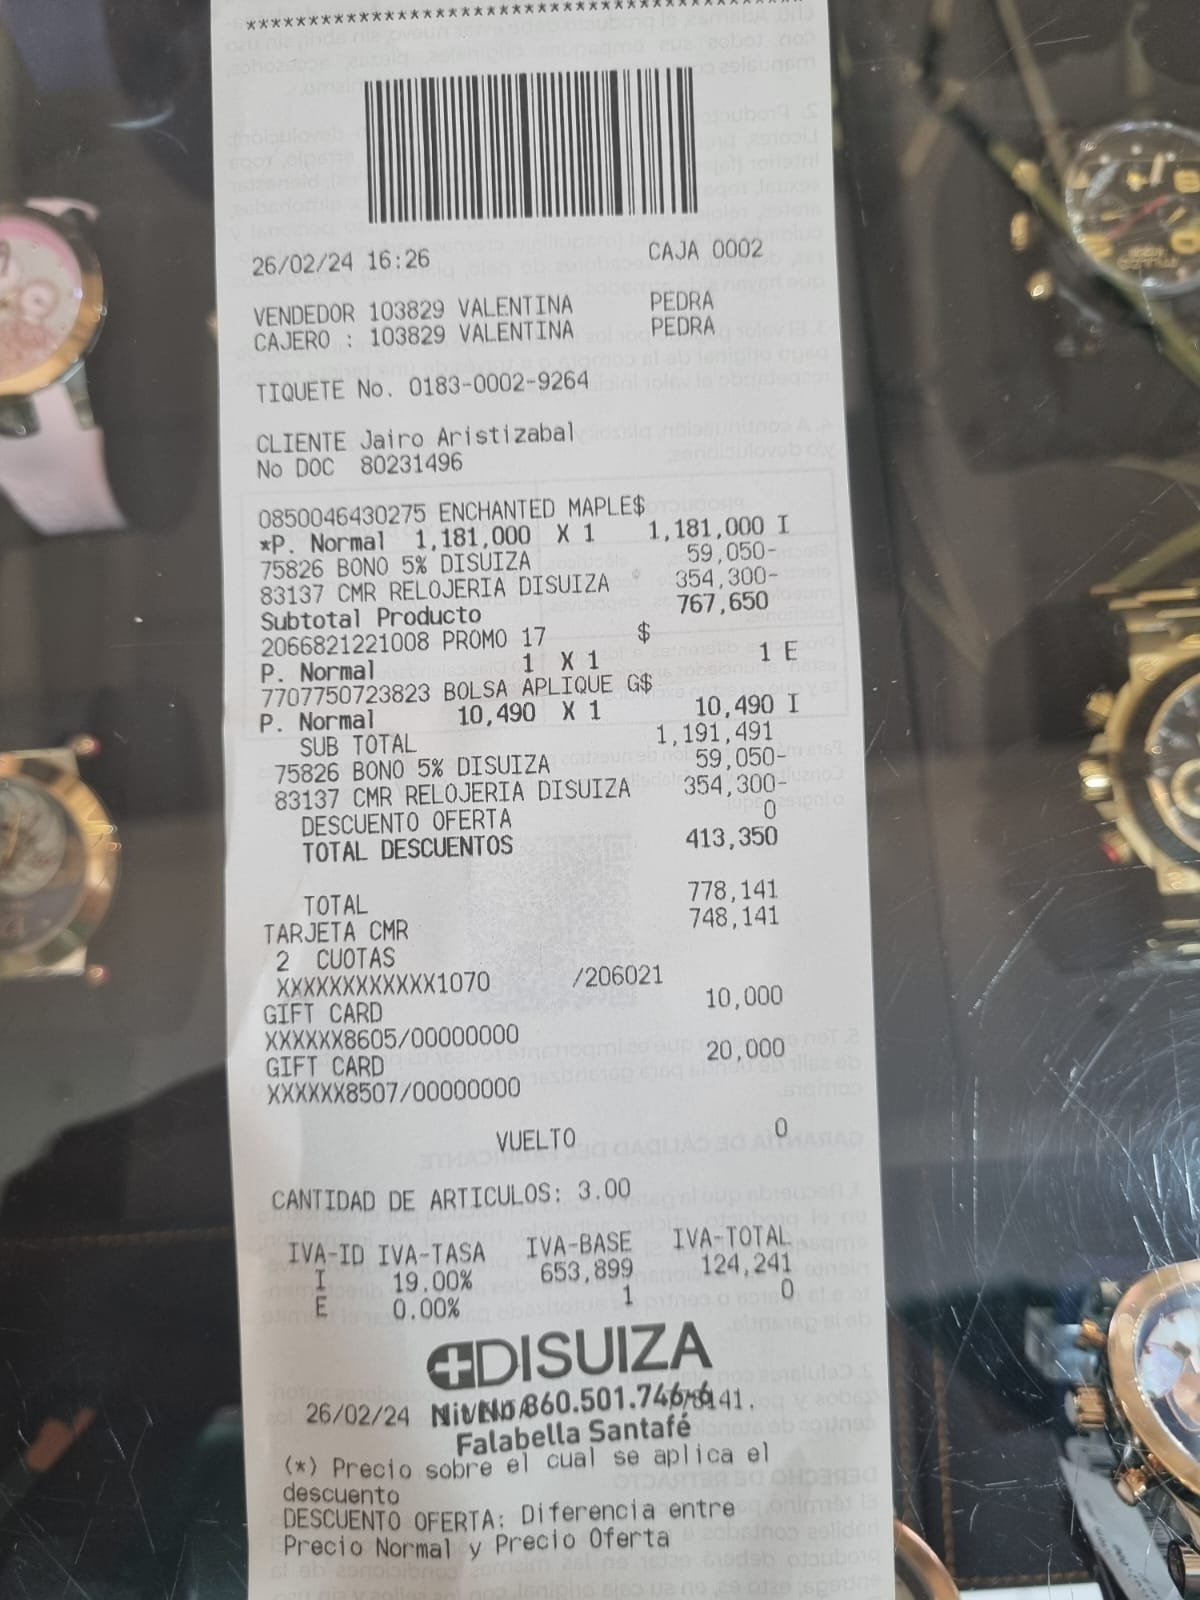 ****************************************
26/02/24 16:26 CAJA 0002
VENDEDOR 103829 VALENTINA PEDRA
CAJERO : 103829 VALENTINA PEDRA
TIQUETE No. 0183-0002-9264
CLIENTE Jairo Aristizabal
No DOC 80231496
0850046430275 ENCHANTED MAPLE$
*P. Normal 1,181,000 X 1 1,181,000 I
75826 BONO 5% DISUIZA 59,050-
83137 CMR RELOJERIA DISUIZA 354,300-
Subtotal Producto 767,650
2066821221008 PROMO 17 $
P. Normal 1 X 1 1 E
7707750723823 BOLSA APLIQUE G$
P. Normal 10,490 X 1 10,490 I
SUB TOTAL 1,191,491
75826 BONO 5% DISUIZA 59,050-
83137 CMR RELOJERIA DISUIZA 354,300-
DESCUENTO OFERTA 0
TOTAL DESCUENTOS 413,350
TOTAL 778,141
TARJETA CMR 748,141
2 CUOTAS
XXXXXXXXXXXX1070 /206021
GIFT CARD 10,000
XXXXXX8605/00000000
GIFT CARD 20,000
XXXXXX8507/00000000
VUELTO 0
CANTIDAD DE ARTICULOS: 3.00
IVA-ID IVA-TASA IVA-BASE IVA-TOTAL
I 19.00% 653,899 124,241
E 0.00% 1 0
DISUIZA
26/02/24 Nit. No 860.501.746-6
Falabella Santafé
(*) Precio sobre el cual se aplica el
descuento
DESCUENTO OFERTA: Diferencia entre
Precio Normal y Precio Oferta